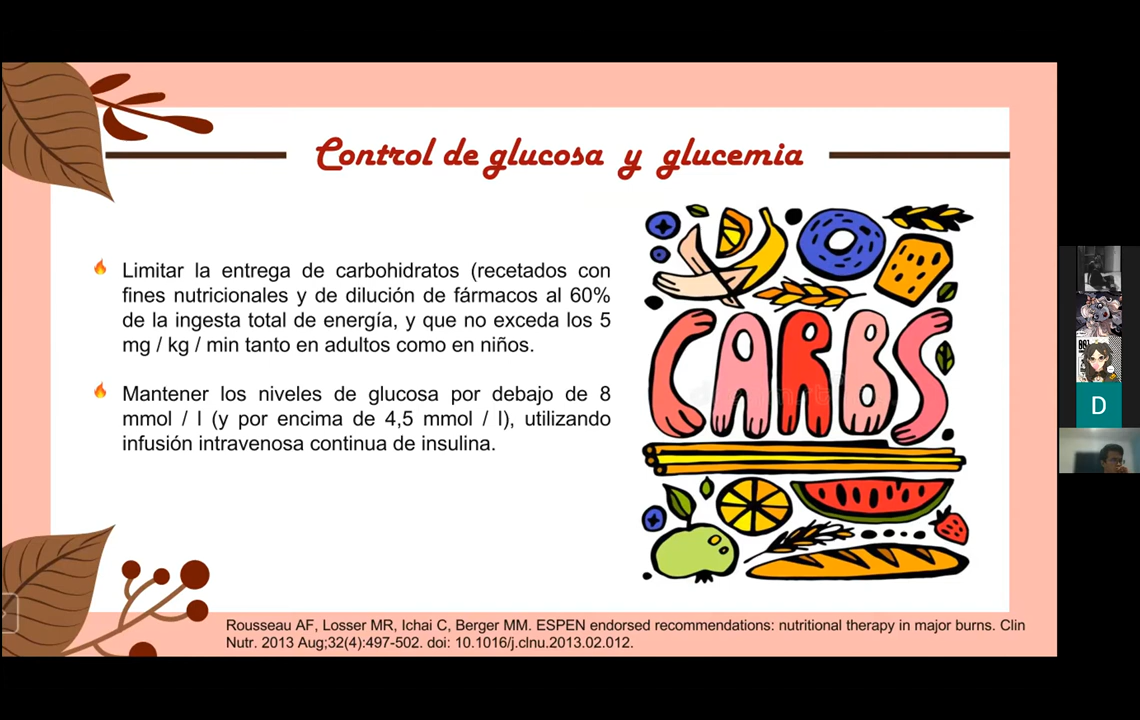 Control de glucosa y glucemia
Limitar la entrega de carbohidratos (recetados con
fines nutricionales y de dilución de fármacos al 60%
de la ingesta total de energía, y que no exceda los 5
mg / kg / min tanto en adultos como en niños.
Mantener los niveles de glucosa por debajo de 8
mmol / l (y por encima de 4,5 mmol / l), utilizando
infusión intravenosa continua de insulina.
CARBS
Rousseau AF, Losser MR, Ichai C, Berger MM. ESPEN endorsed recommendations: nutritional therapy in major burns. Clin
Nutr. 2013 Aug;32(4):497-502. doi: 10.1016/j.clnu.2013.02.012.
D